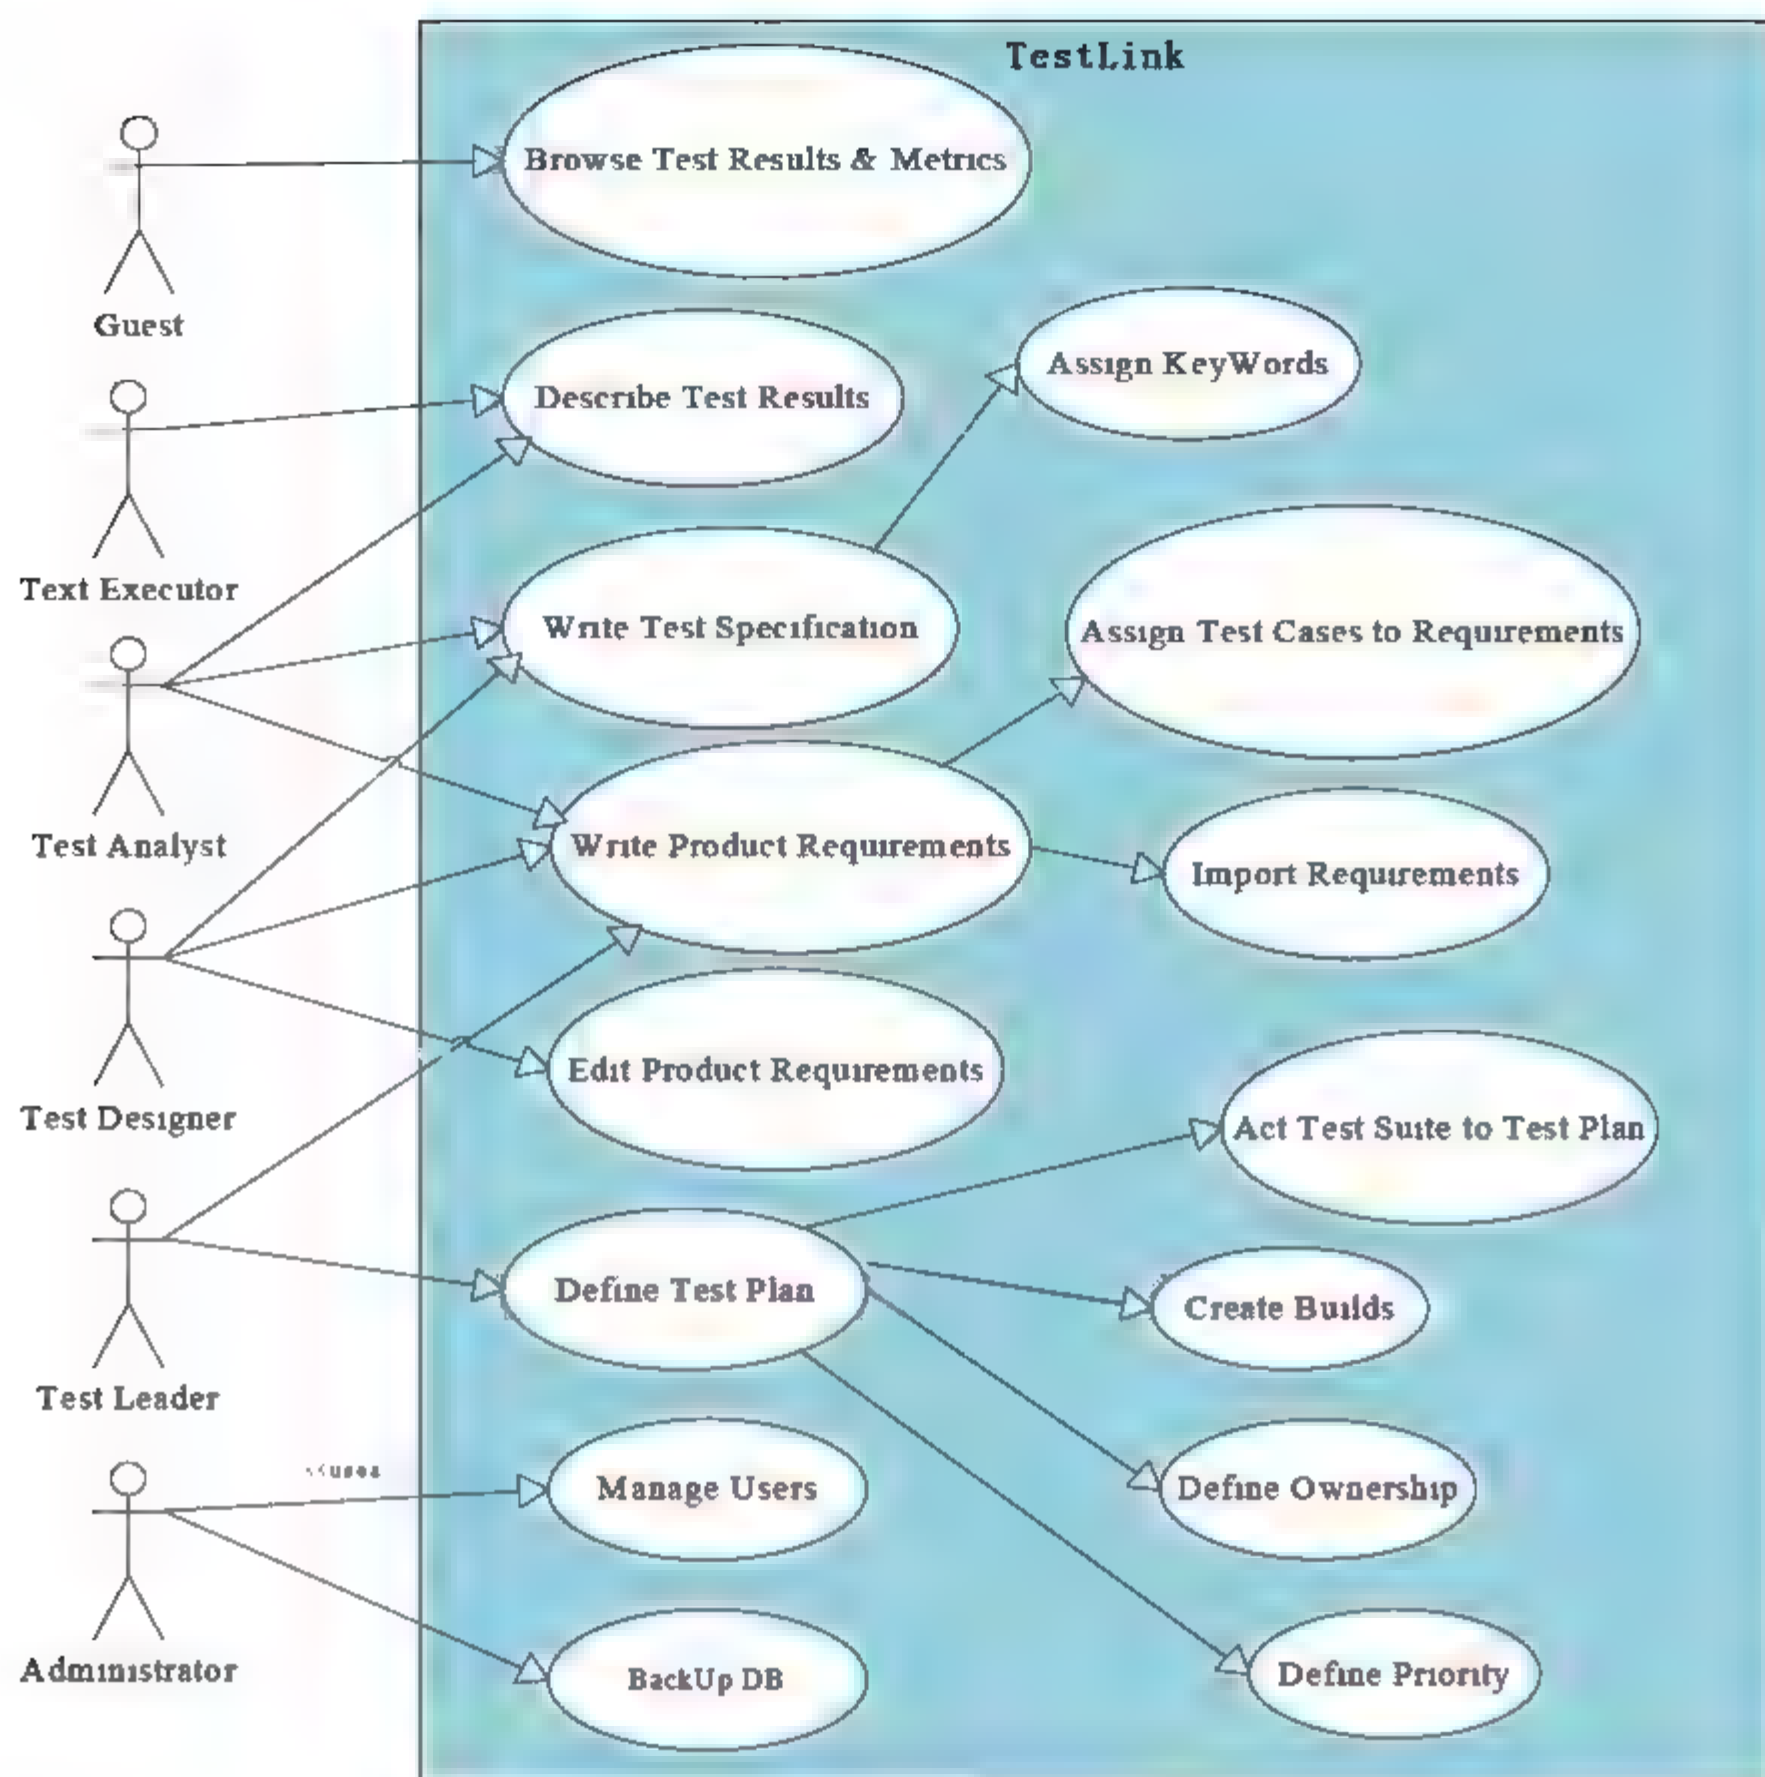 TestLink
Browse Test Results & Metrics
Guest
Assign KeyWords
Describe Test Results
Text Executor
Write Test Specification
Assign Test Cases to Requirements
Test Analyst
Write Product Requirements
Import Requirements
Edit Product Requirements
Test Designer
Act Test Suite to Test Plan
Define Test Plan
Create Builds
Test Leader
Manage Users
Define Ownership
Administrator
BackUp DB
Define Priority